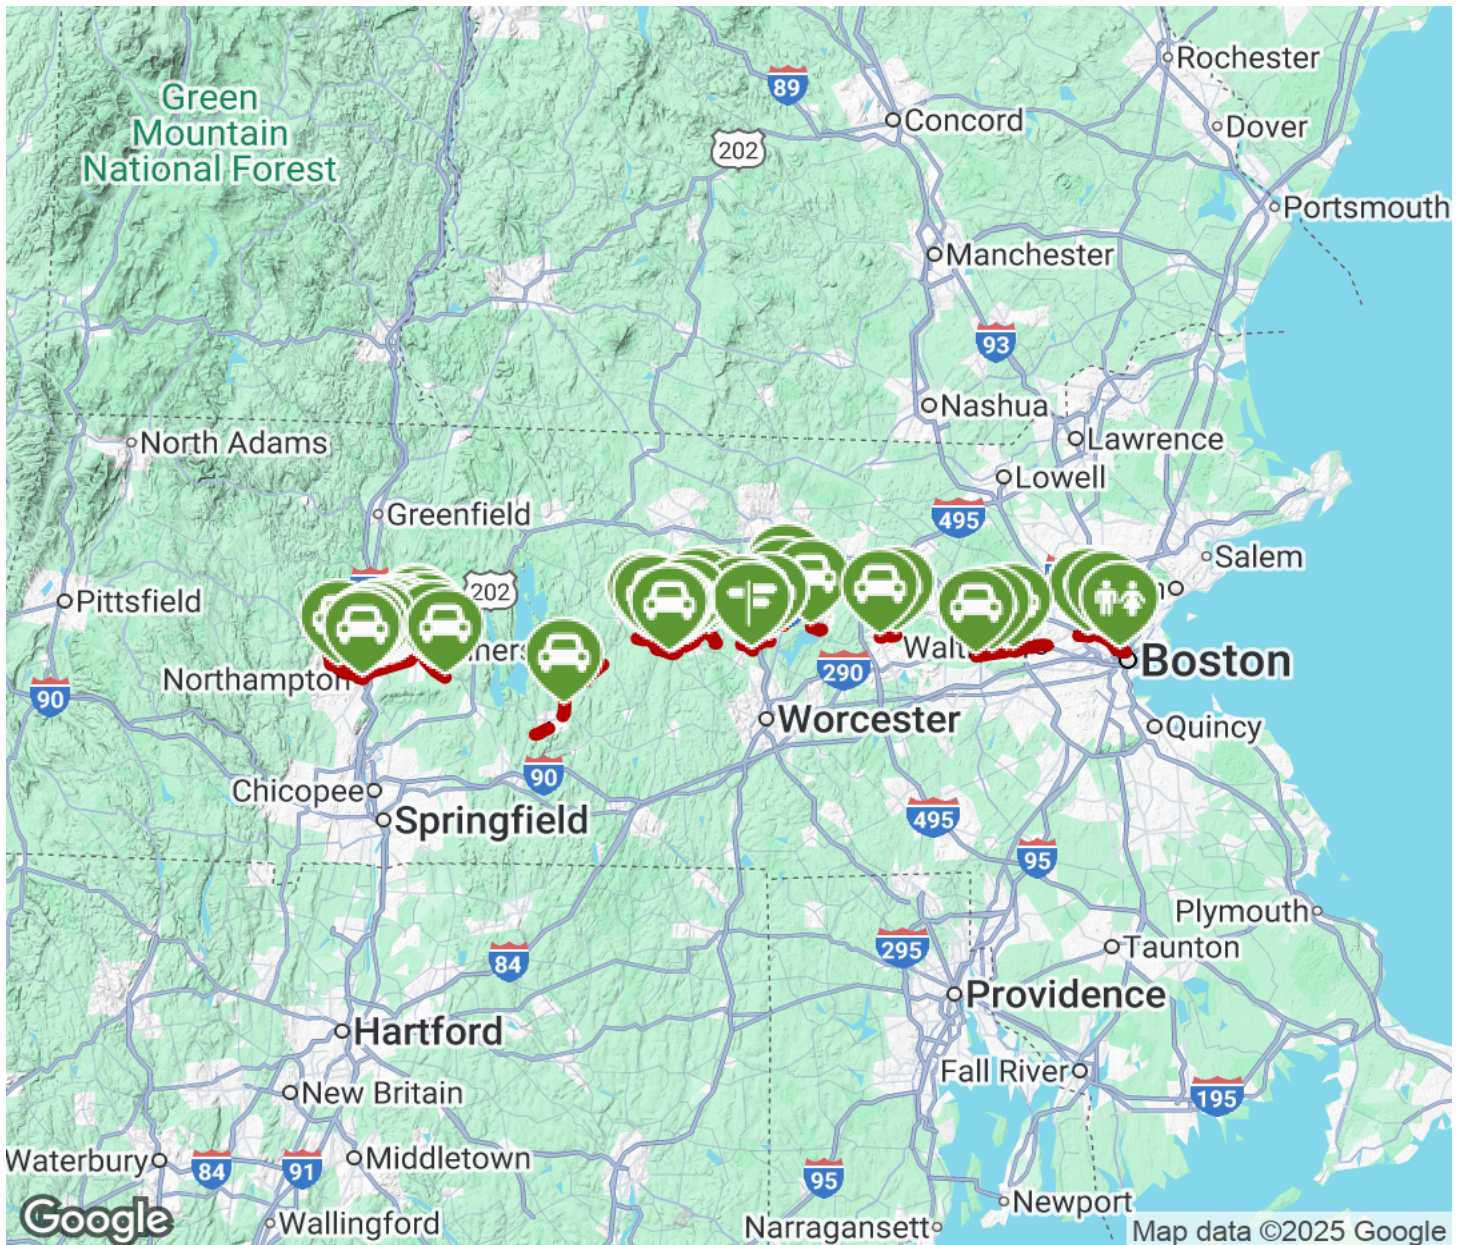 Rochester
89
Green
Mountain
National Forest
Concord
Dover
202
Portsmouth
Manchester
93
Nashua
North Adams
Lawrence
Lowell
Greenfield
495
Salem
202
Pittsfield
Northampton
290
Boston
90
Worcester
Quincy
90
Chicopee
Springfield
495
95
Plymouth
295
Taunton
84
Providence
Hartford
Fall River
New Britain
195
Waterbury
84
91
Middletown
95
Newport
Google
Wallingford
Narragansett
Map data ©2025 Google